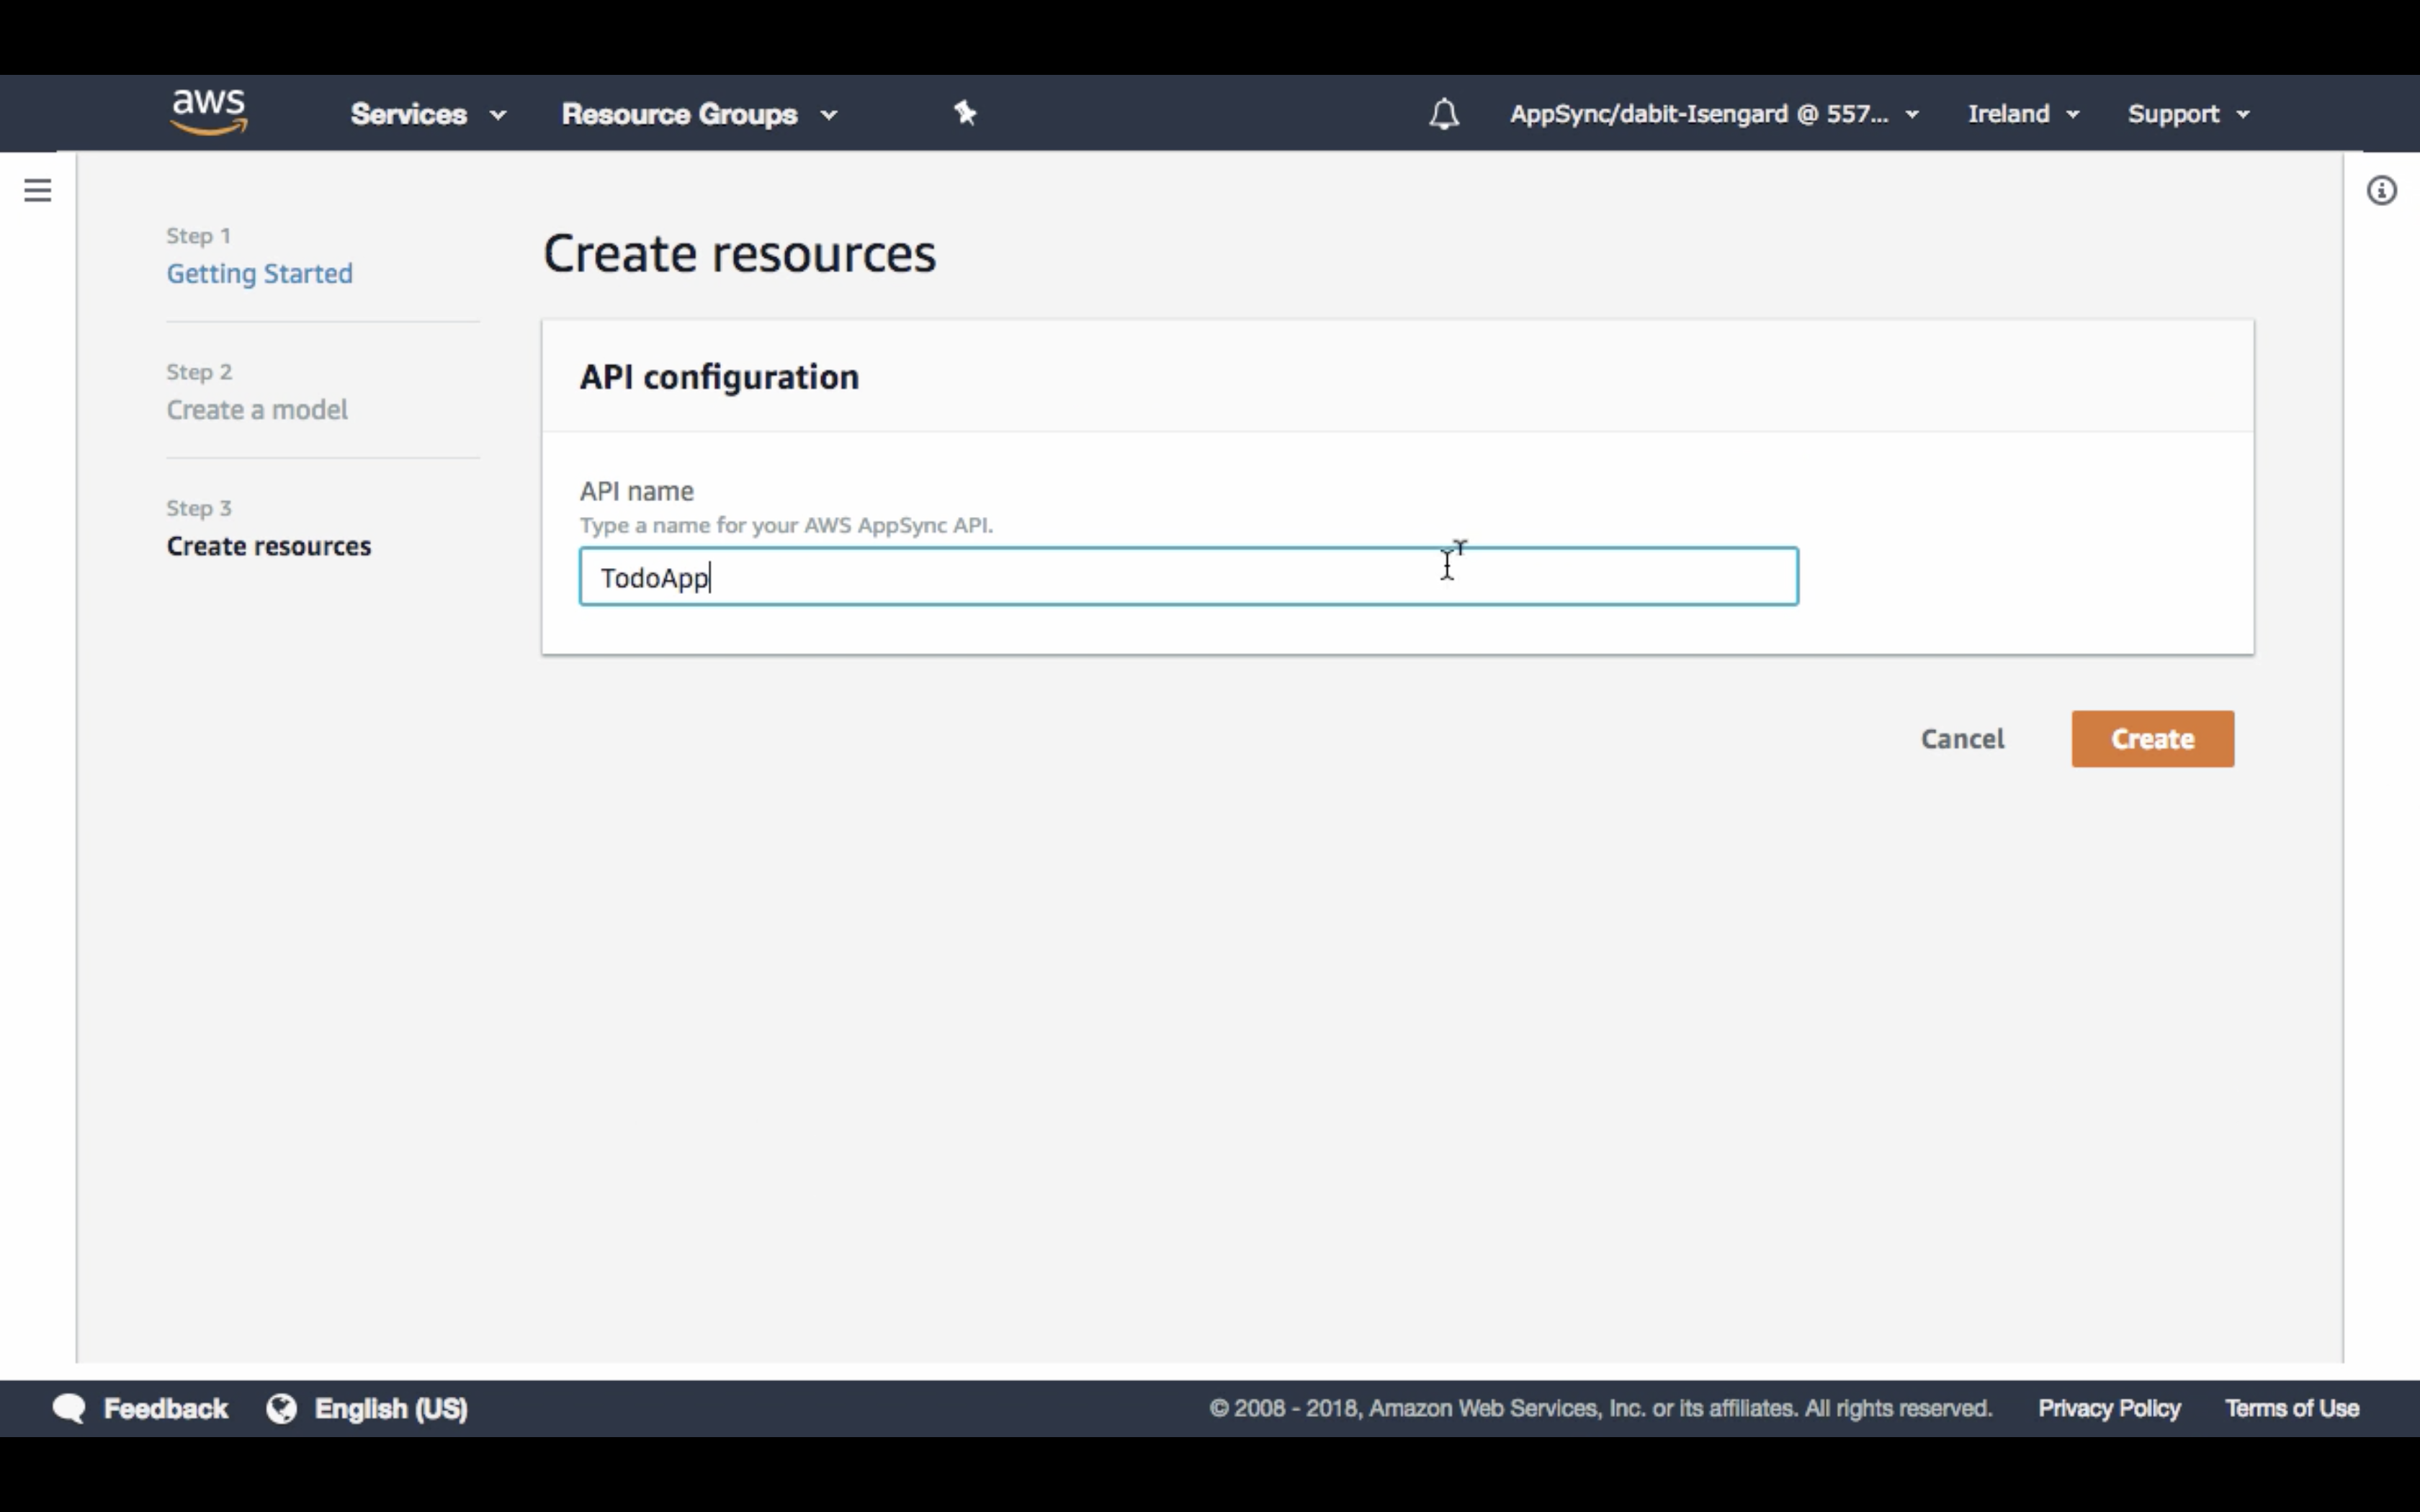 aws Services Resource Groups AppSync/dabit-Isengard @ 557... Ireland Support
Step 1
Getting Started
Step 2
Create a model
Step 3
Create resources
Create resources
API configuration
API name
Type a name for your AWS AppSync API.
TodoApp
Cancel Create
Feedback English (US) © 2008 - 2018, Amazon Web Services, Inc. or its affiliates. All rights reserved. Privacy Policy Terms of Use